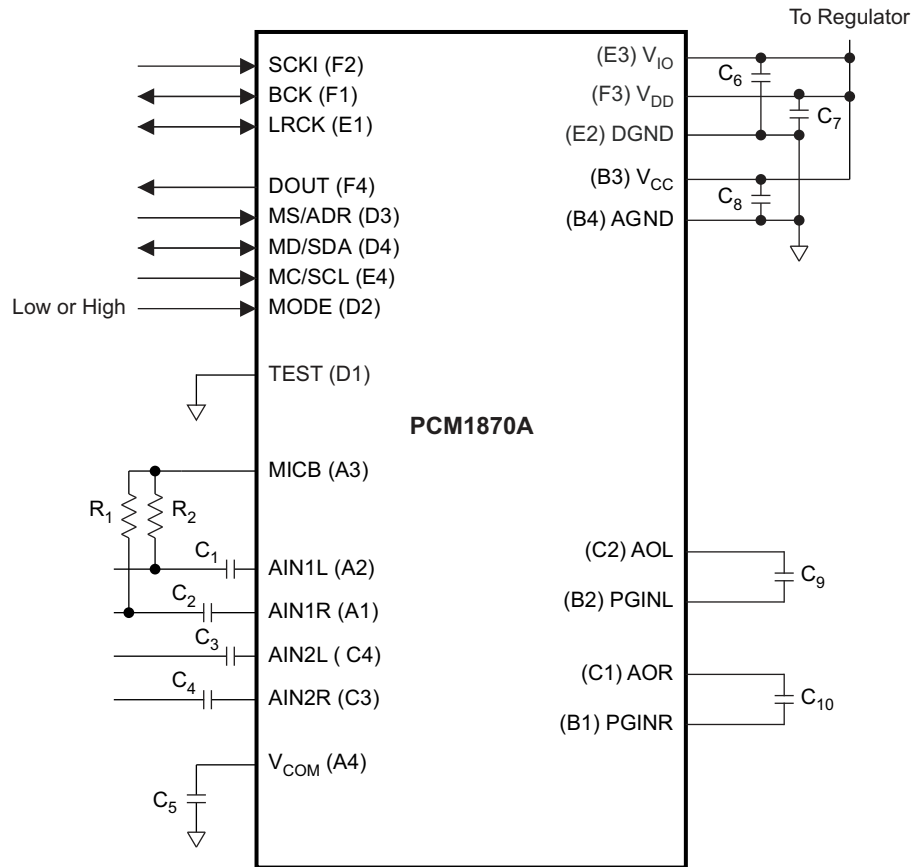 To Regulator
SCKI (F2)
BCK (F1)
LRCK (E1)
DOUT (F4)
MS/ADR (D3)
MD/SDA (D4)
MC/SCL (E4)
Low or High
MODE (D2)
TEST (D1)
PCM1870A
MICB (A3)
R1
R2
C1
AIN1L (A2)
C2
AIN1R (A1)
C3
AIN2L ( C4)
C4
AIN2R (C3)
VCOM (A4)
C5
(E3) VIO
C6
(F3) VDD
C7
(E2) DGND
(B3) VCC
C8
(B4) AGND
(C2) AOL
C9
(B2) PGINL
(C1) AOR
C10
(B1) PGINR